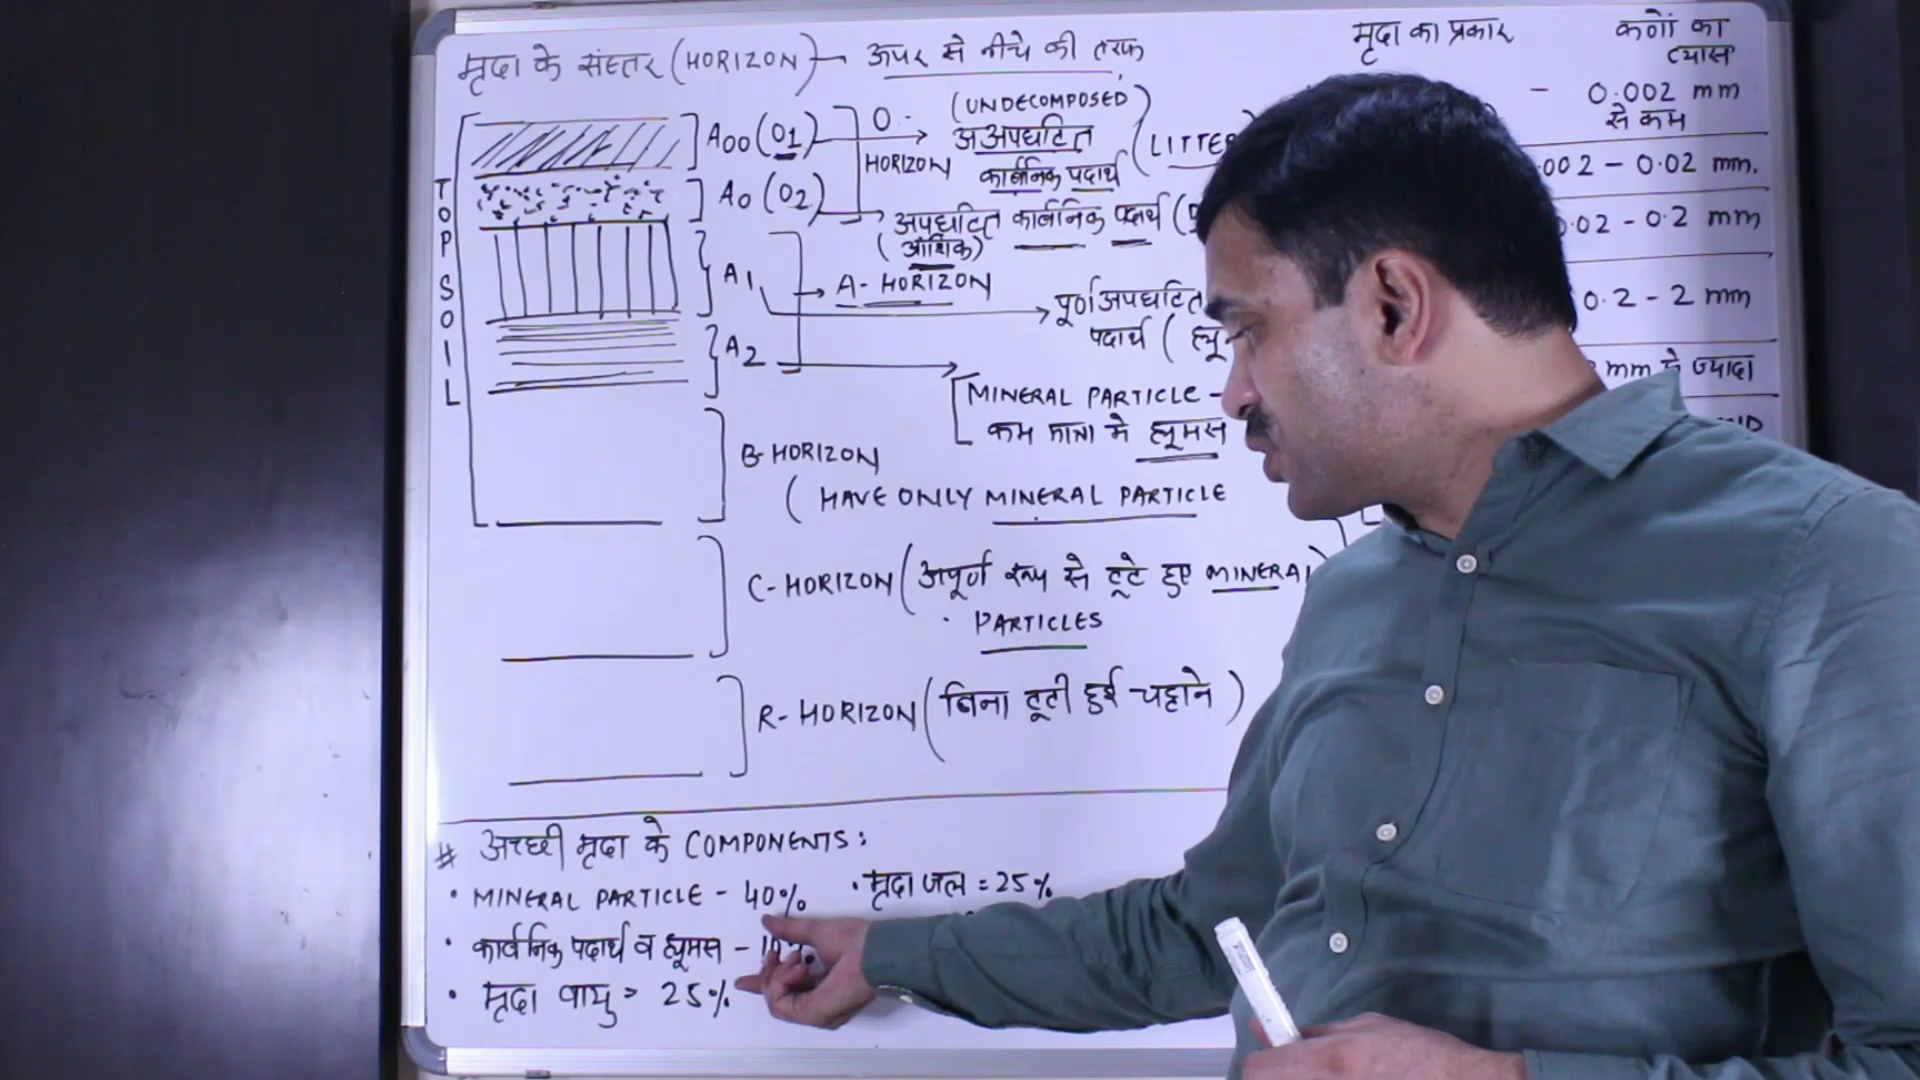 मृदा के संस्तर (HORIZON) - ऊपर से नीचे की तरफ
TOP SOIL
A00 (O1)
O-
HORIZON
(UNDECOMPOSED)
अअपघटित
कार्बनिक पदार्थ
(LITTER
A0 (O2)
अपघटित कार्बनिक पदार्थ
(आंशिक)
A1
A-HORIZON
पूर्ण अपघटित
पदार्थ (
A2
MINERAL PARTICLE -
कम मात्रा मे ह्यूमस
B-HORIZON
(HAVE ONLY MINERAL PARTICLE
C-HORIZON (अपूर्ण रूप से टूटे हुए MINERAL
PARTICLES
R-HORIZON (बिना टूटी हुई चट्टाने)
मृदा का प्रकार कणों का
व्यास
- 0.002 mm
से कम
002 - 0.02 mm.
0.02 - 0.2 mm
0.2 - 2 mm
mm से ज्यादा
# अच्छी मृदा के COMPONENTS:
• MINERAL PARTICLE - 40%
• कार्बनिक पदार्थ व ह्यूमस - 10%
• मृदा वायु = 25%
• मृदा जल = 25%